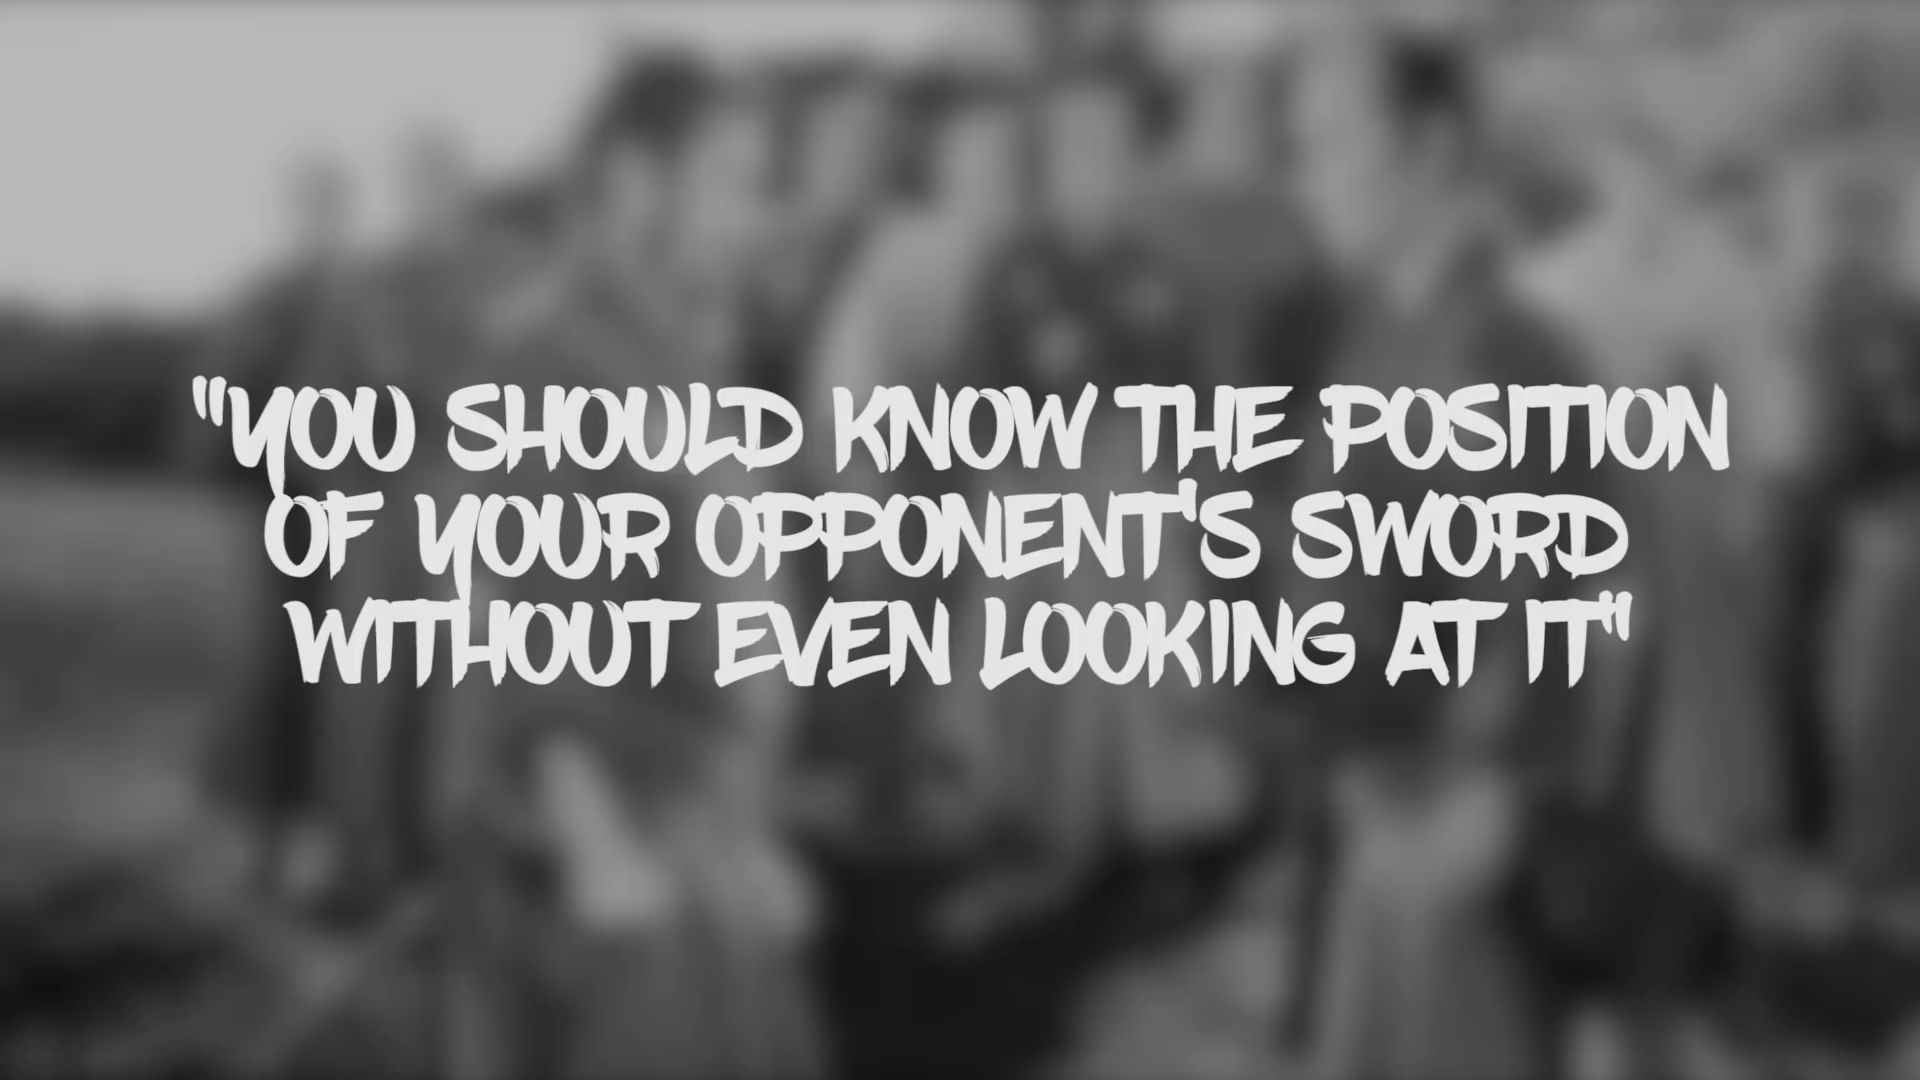 "YOU SHOULD KNOW THE POSITION
OF YOUR OPPONENT'S SWORD
WITHOUT EVEN LOOKING AT IT"